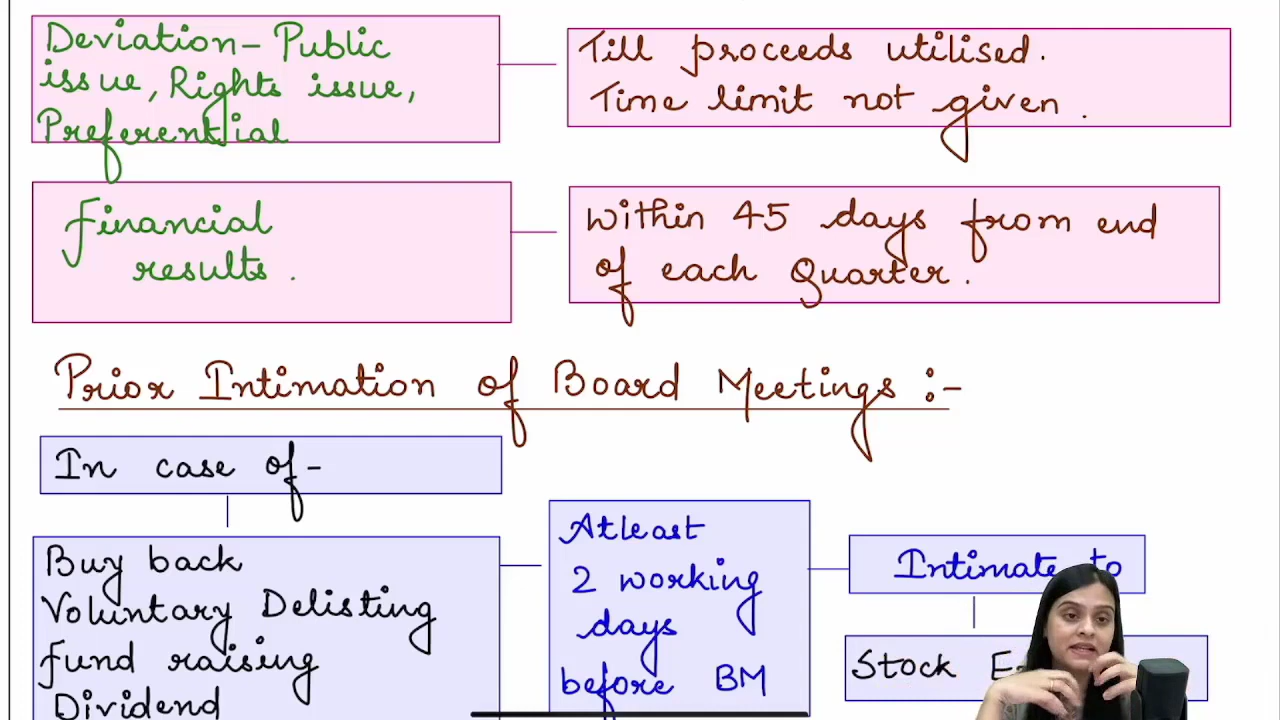 Deviation - Public
issue, Rights issue,
Preferential
Till proceeds utilised.
Time limit not given.
Financial
results.
Within 45 days from end
of each Quarter.
Prior Intimation of Board Meetings :-
In case of -
Buy back
Voluntary Delisting
Fund raising
Dividend
Atleast
2 working
days
before BM
Intimate to
Stock